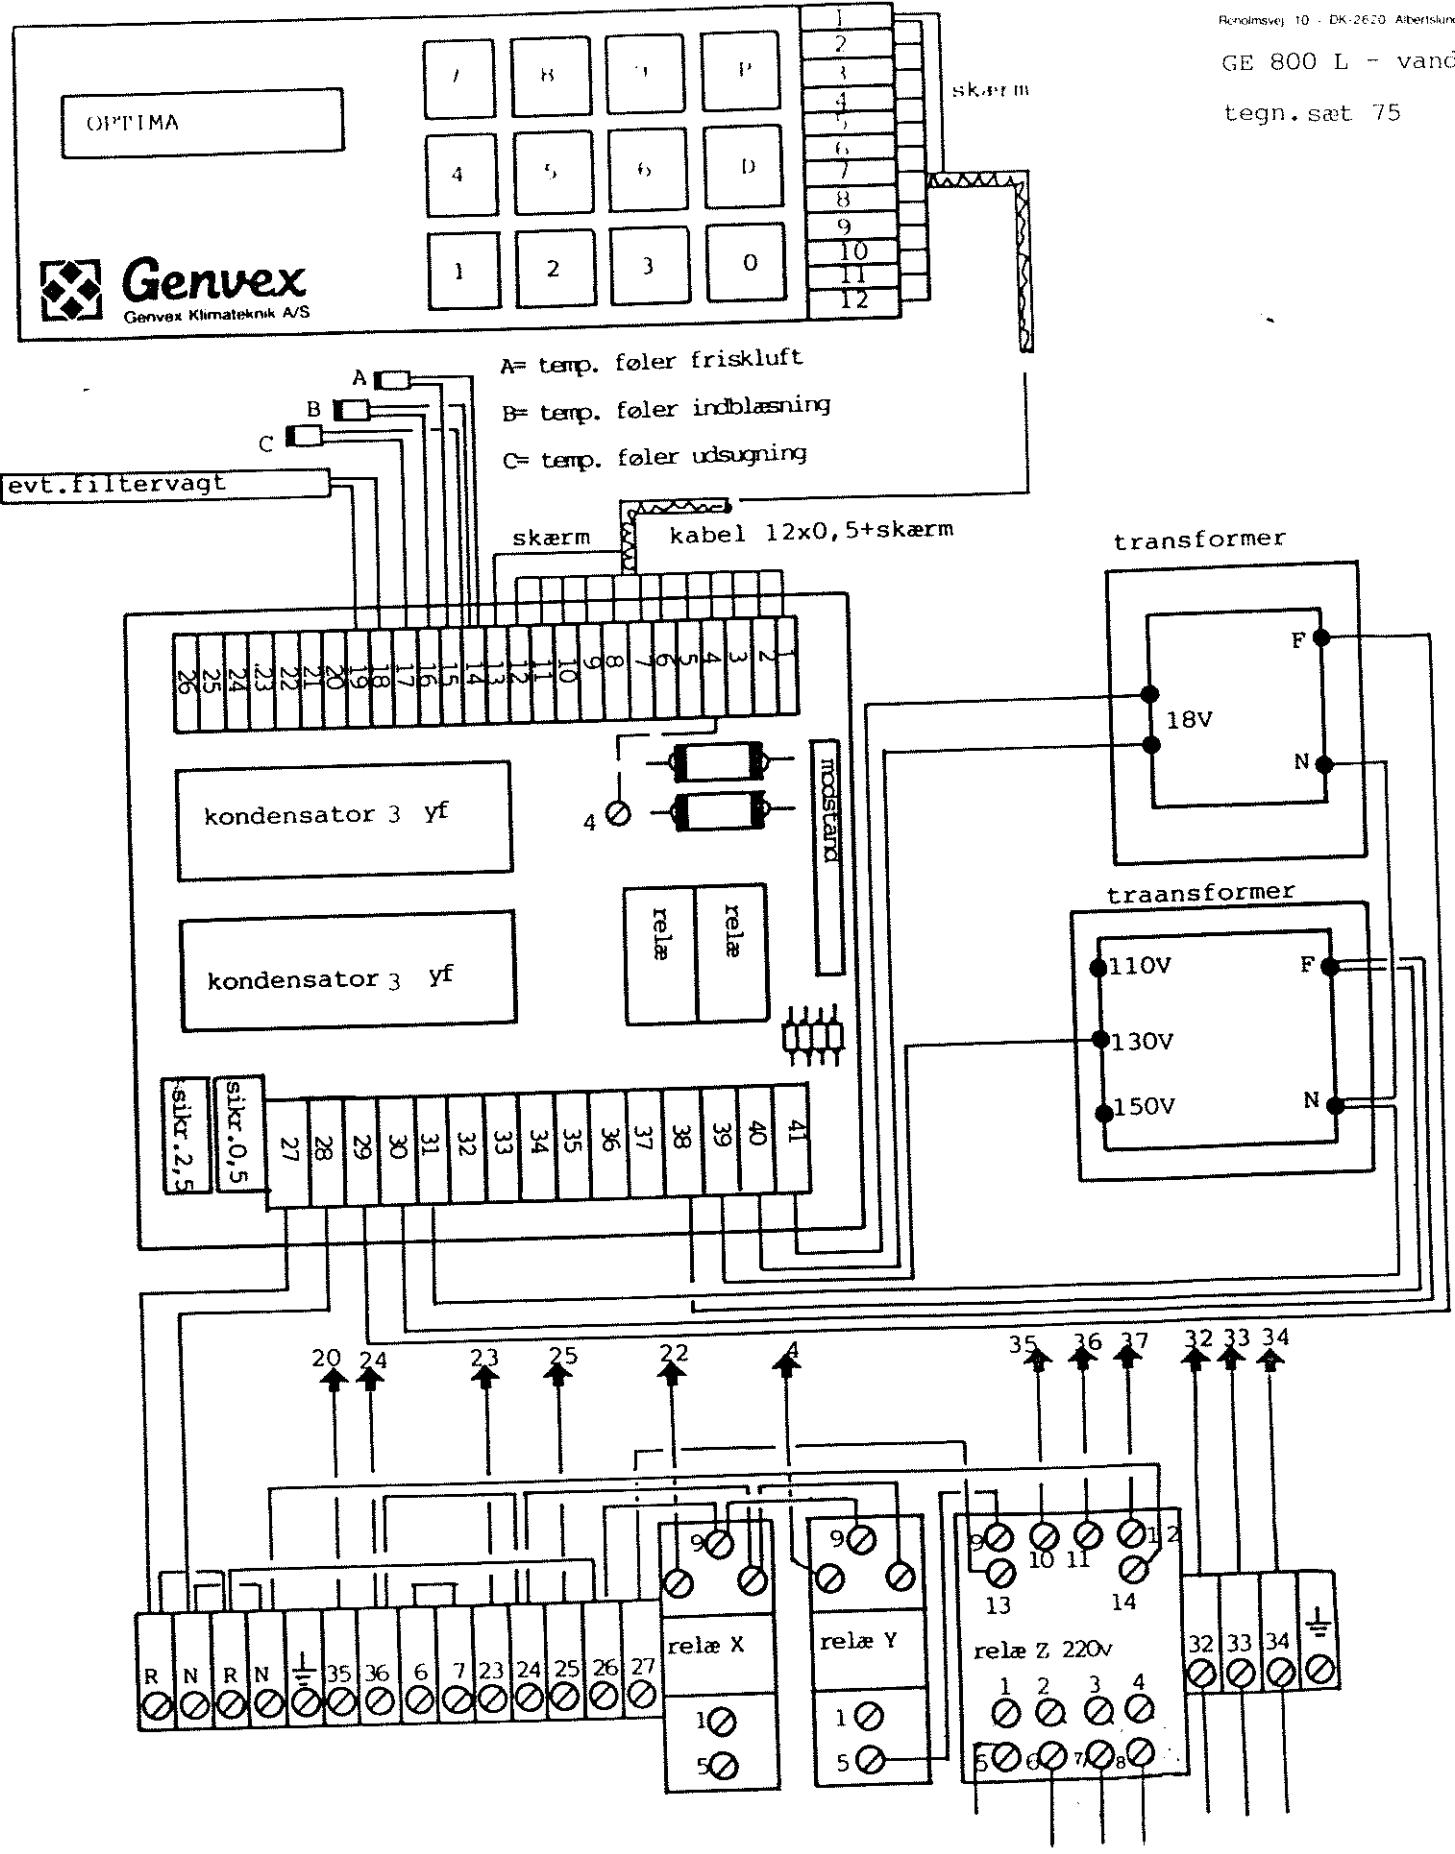 Renolmsvej 10 - DK-2620 Albertslund
GE 800 L - vand
tegn.sæt 75
OPTIMA
7 8 9 P
4 5 6 D
1 2 3 0
Genvex
Genvex Klimateknik A/S
1
2
3
4
5
6
7
8
9
10
11
12
skærm
A= temp. føler friskluft
B= temp. føler indblæsning
C= temp. føler udsugning
A
B
C
evt.filtervagt
skærm
kabel 12x0,5+skærm
26 25 24 23 22 21 20 19 18 17 16 15 14 13 12 11 10 9 8 7 6 5 4 3 2 1
kondensator 3 yf
4
modstand
kondensator 3 yf
relæ
relæ
sikr.2,5
sikr.0,5
27 28 29 30 31 32 33 34 35 36 37 38 39 40 41
transformer
F
18V
N
traansformer
110V
F
130V
150V
N
20 24 23 25 22 4 35 36 37 32 33 34
R N R N 35 36 6 7 23 24 25 26 27
9
relæ X
1
5
9
relæ Y
1
5
9 10 11 12
13 14
relæ Z 220v
1 2 3 4
5 6 7 8
32 33 34